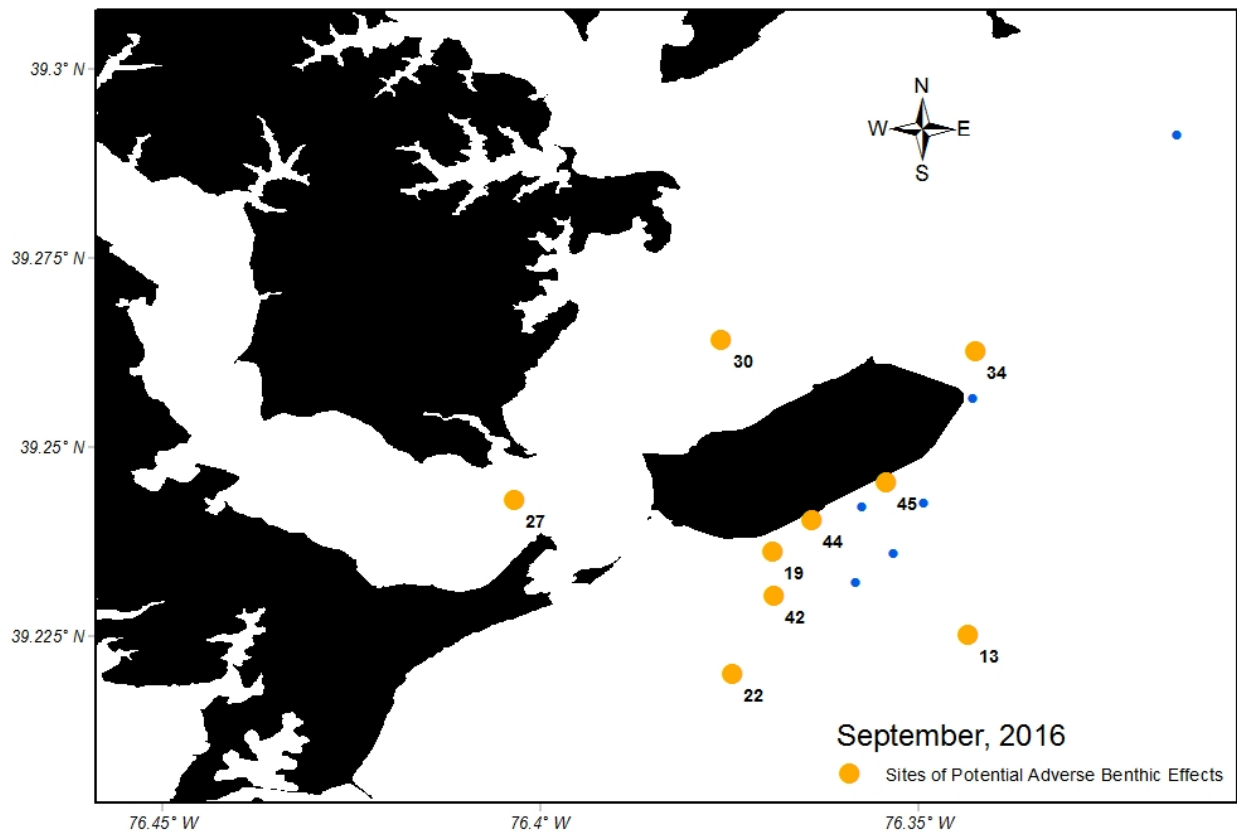 39.3° N
N
W E
S
39.275° N
30
34
39.25° N
45
27
44
19
42
39.225° N
13
22
September, 2016
Sites of Potential Adverse Benthic Effects
76.45° W 76.4° W 76.35° W